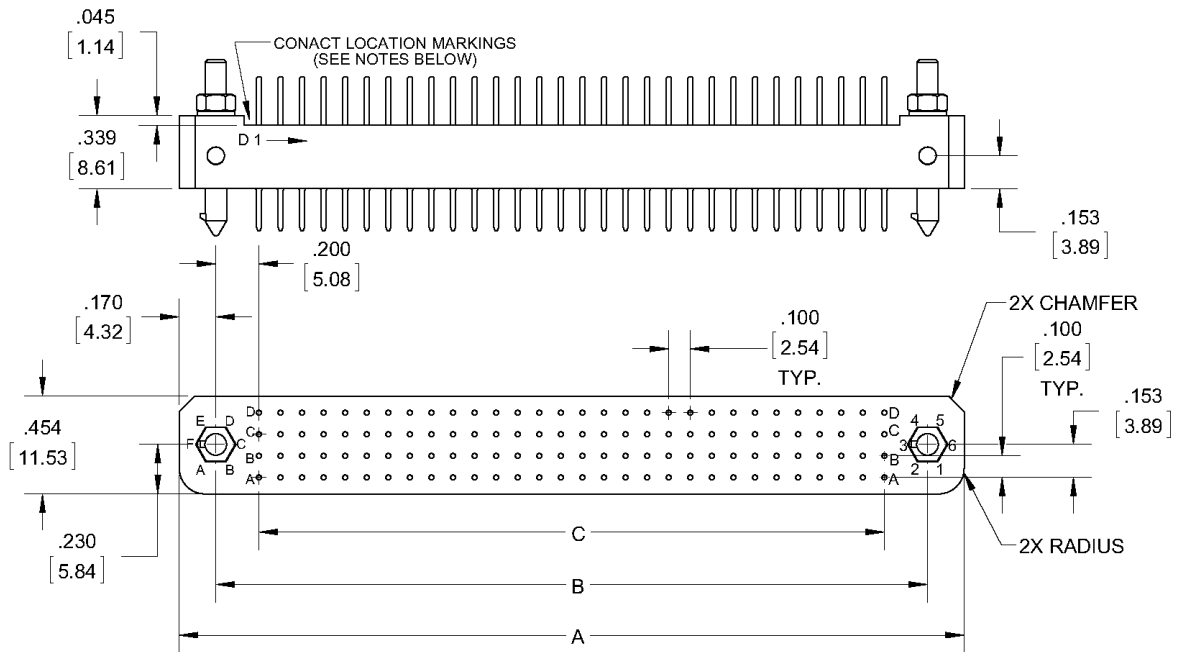 .045
[1.14]
CONACT LOCATION MARKINGS
(SEE NOTES BELOW)
.339
[8.61]
D 1
.153
[3.89]
.200
[5.08]
.170
[4.32]
2X CHAMFER
.100
[2.54]
TYP.
.100
[2.54]
TYP.
.153
[3.89]
.454
[11.53]
E D
F C
A B
D
C
B
A
D
C
B
A
4 5
3 6
2 1
.230
[5.84]
C
2X RADIUS
B
A